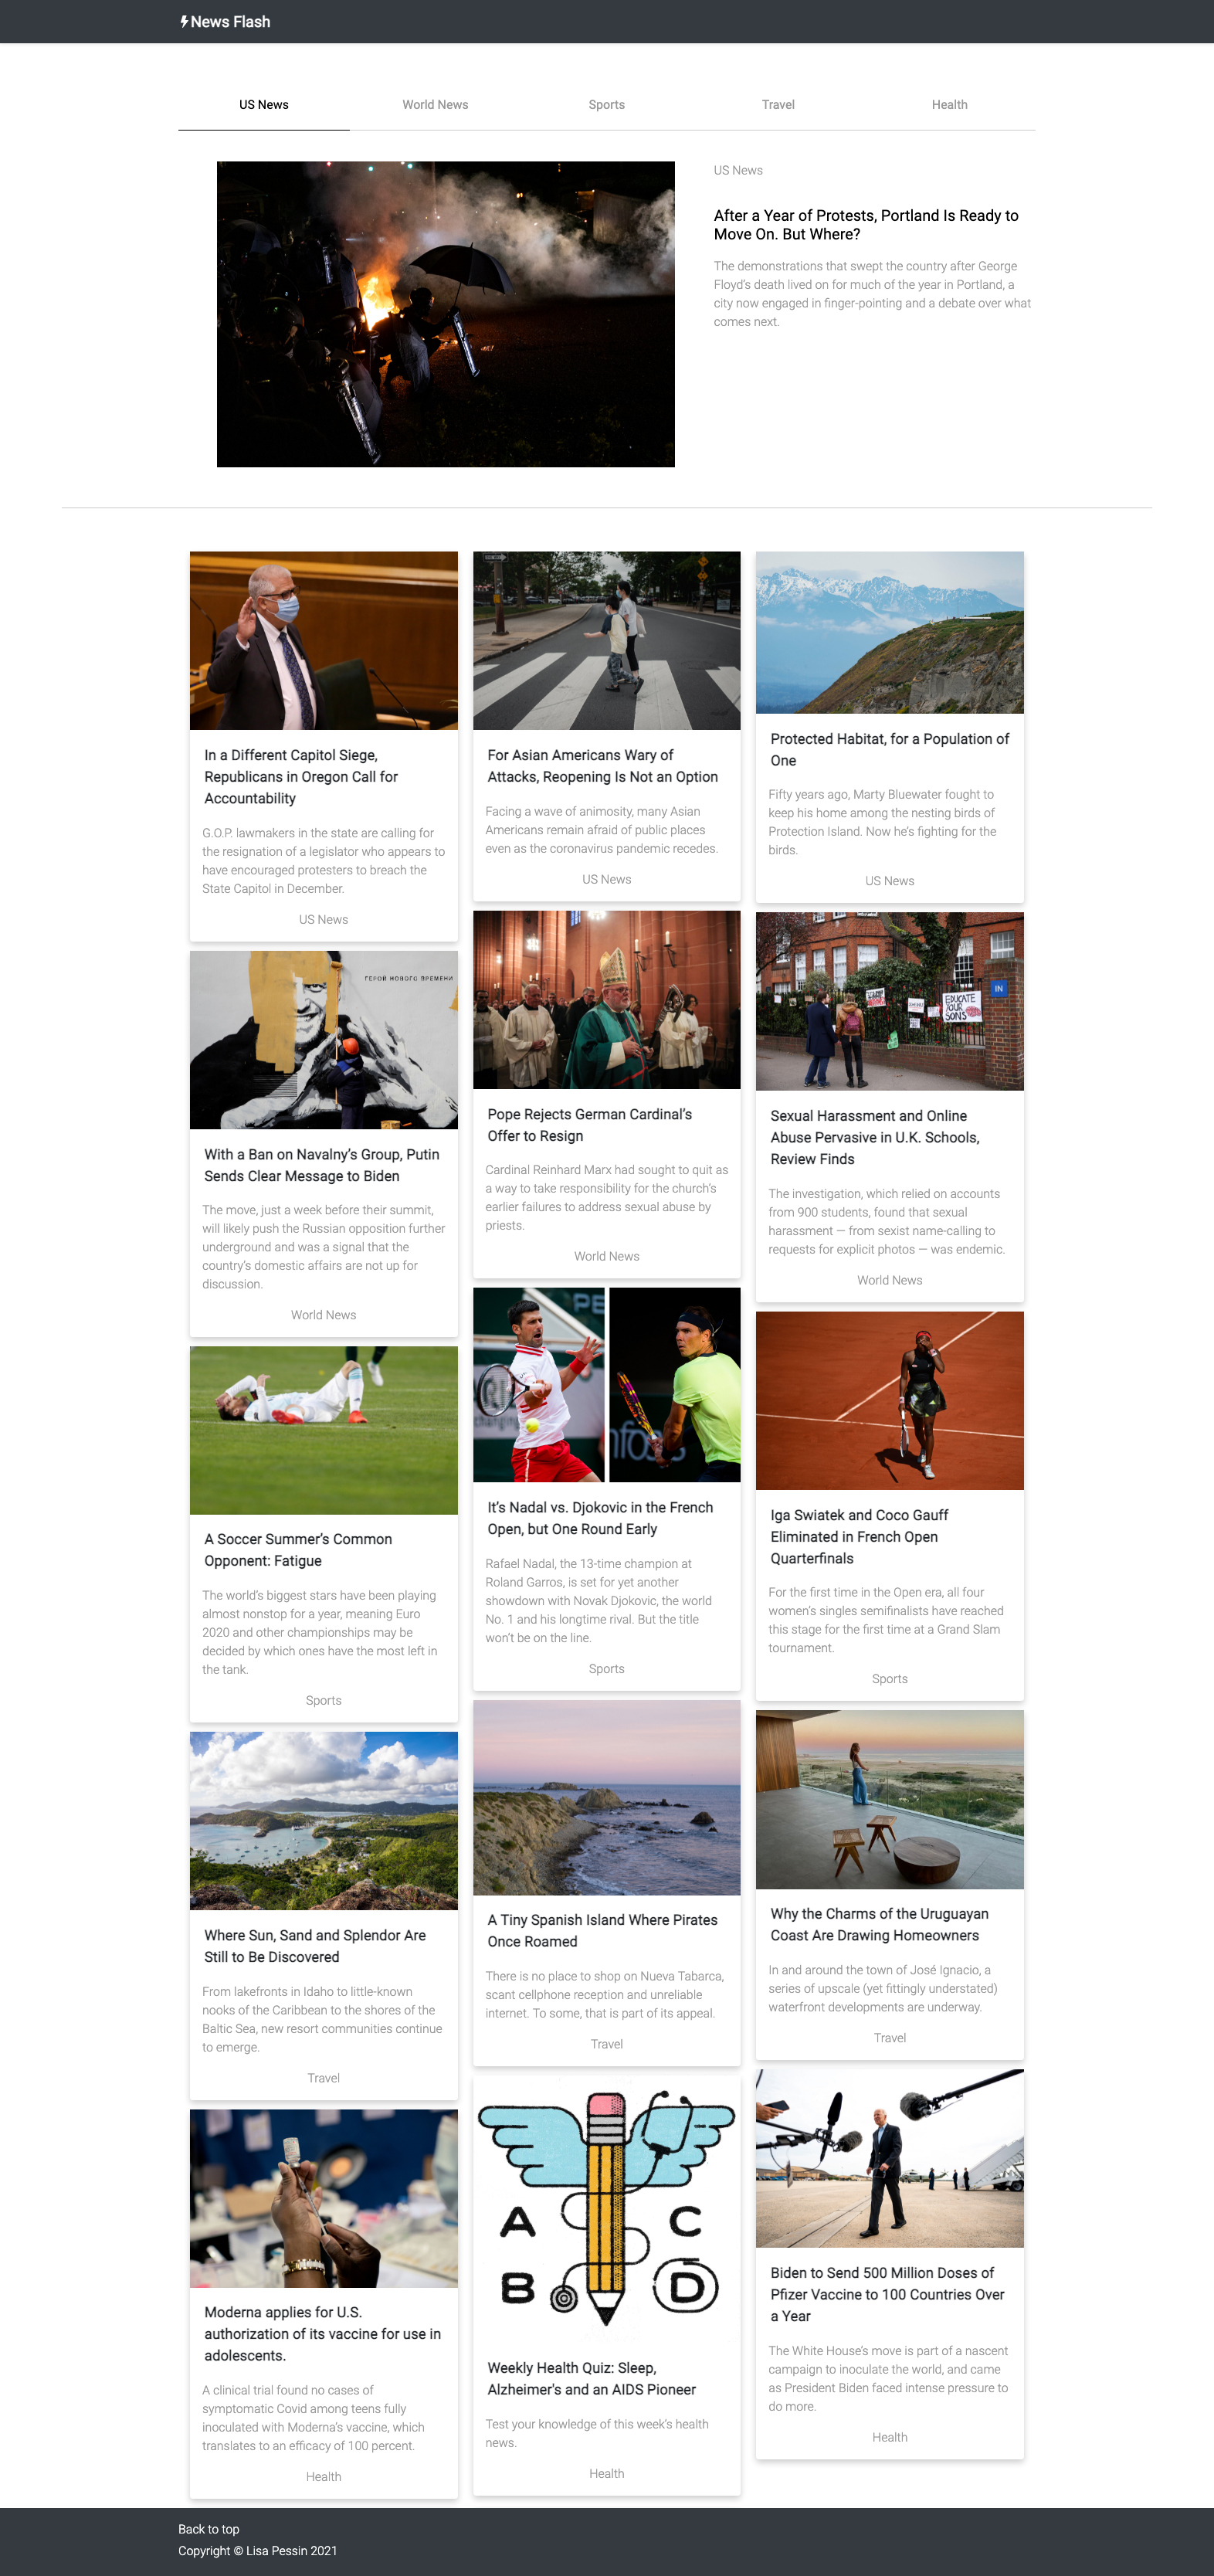 News Flash
US News
World News
Sports
Travel
Health
US News
After a Year of Protests, Portland Is Ready to
Move On. But Where?
The demonstrations that swept the country after George
Floyd's death lived on for much of the year in Portland, a
city now engaged in finger-pointing and a debate over what
comes next.
In a Different Capitol Siege,
Republicans in Oregon Call for
Accountability
G.O.P. lawmakers in the state are calling for
the resignation of a legislator who appears to
have encouraged protesters to breach the
State Capitol in December.
US News
ГЕРОЙ НОВОГО ВРЕМЕНИ
With a Ban on Navalny's Group, Putin
Sends Clear Message to Biden
The move, just a week before their summit,
will likely push the Russian opposition further
underground and was a signal that the
country's domestic affairs are not up for
discussion.
World News
A Soccer Summer's Common
Opponent: Fatigue
The world's biggest stars have been playing
almost nonstop for a year, meaning Euro
2020 and other championships may be
decided by which ones have the most left in
the tank.
Sports
Where Sun, Sand and Splendor Are
Still to Be Discovered
From lakefronts in Idaho to little-known
nooks of the Caribbean to the shores of the
Baltic Sea, new resort communities continue
to emerge.
Travel
Moderna applies for U.S.
authorization of its vaccine for use in
adolescents.
A clinical trial found no cases of
symptomatic Covid among teens fully
inoculated with Moderna's vaccine, which
translates to an efficacy of 100 percent.
Health
For Asian Americans Wary of
Attacks, Reopening Is Not an Option
Facing a wave of animosity, many Asian
Americans remain afraid of public places
even as the coronavirus pandemic recedes.
US News
Pope Rejects German Cardinal's
Offer to Resign
Cardinal Reinhard Marx had sought to quit as
a way to take responsibility for the church's
earlier failures to address sexual abuse by
priests.
World News
PE
nfos
It's Nadal vs. Djokovic in the French
Open, but One Round Early
Rafael Nadal, the 13-time champion at
Roland Garros, is set for yet another
showdown with Novak Djokovic, the world
No. 1 and his longtime rival. But the title
won't be on the line.
Sports
A Tiny Spanish Island Where Pirates
Once Roamed
There is no place to shop on Nueva Tabarca,
scant cellphone reception and unreliable
internet. To some, that is part of its appeal.
Travel
A C
B D
Weekly Health Quiz: Sleep,
Alzheimer's and an AIDS Pioneer
Test your knowledge of this week's health
news.
Health
Protected Habitat, for a Population of
One
Fifty years ago, Marty Bluewater fought to
keep his home among the nesting birds of
Protection Island. Now he's fighting for the
birds.
US News
IN
EDUCATE
YOUR
SONS
Sexual Harassment and Online
Abuse Pervasive in U.K. Schools,
Review Finds
The investigation, which relied on accounts
from 900 students, found that sexual
harassment — from sexist name-calling to
requests for explicit photos — was endemic.
World News
Iga Swiatek and Coco Gauff
Eliminated in French Open
Quarterfinals
For the first time in the Open era, all four
women's singles semifinalists have reached
this stage for the first time at a Grand Slam
tournament.
Sports
Why the Charms of the Uruguayan
Coast Are Drawing Homeowners
In and around the town of José Ignacio, a
series of upscale (yet fittingly understated)
waterfront developments are underway.
Travel
Biden to Send 500 Million Doses of
Pfizer Vaccine to 100 Countries Over
a Year
The White House's move is part of a nascent
campaign to inoculate the world, and came
as President Biden faced intense pressure to
do more.
Health
Back to top
Copyright © Lisa Pessin 2021